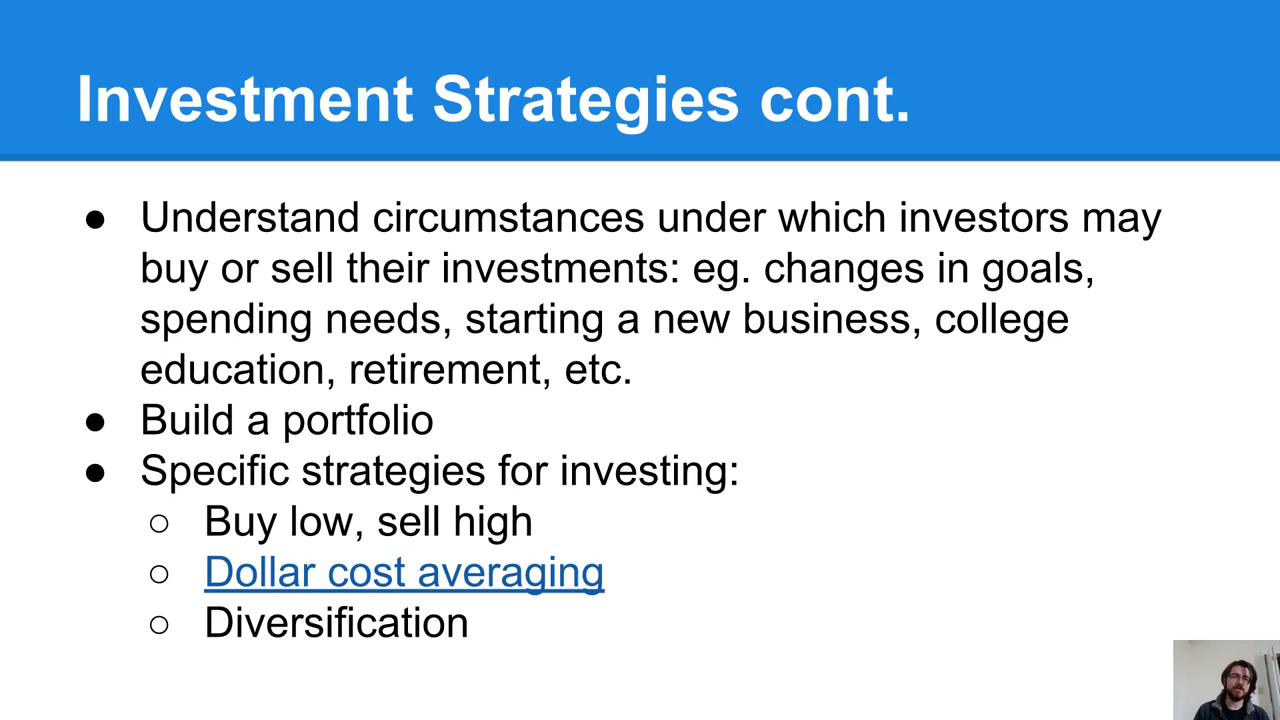 Investment Strategies cont.
● Understand circumstances under which investors may
buy or sell their investments: eg. changes in goals,
spending needs, starting a new business, college
education, retirement, etc.
● Build a portfolio
● Specific strategies for investing:
○ Buy low, sell high
○ Dollar cost averaging
○ Diversification